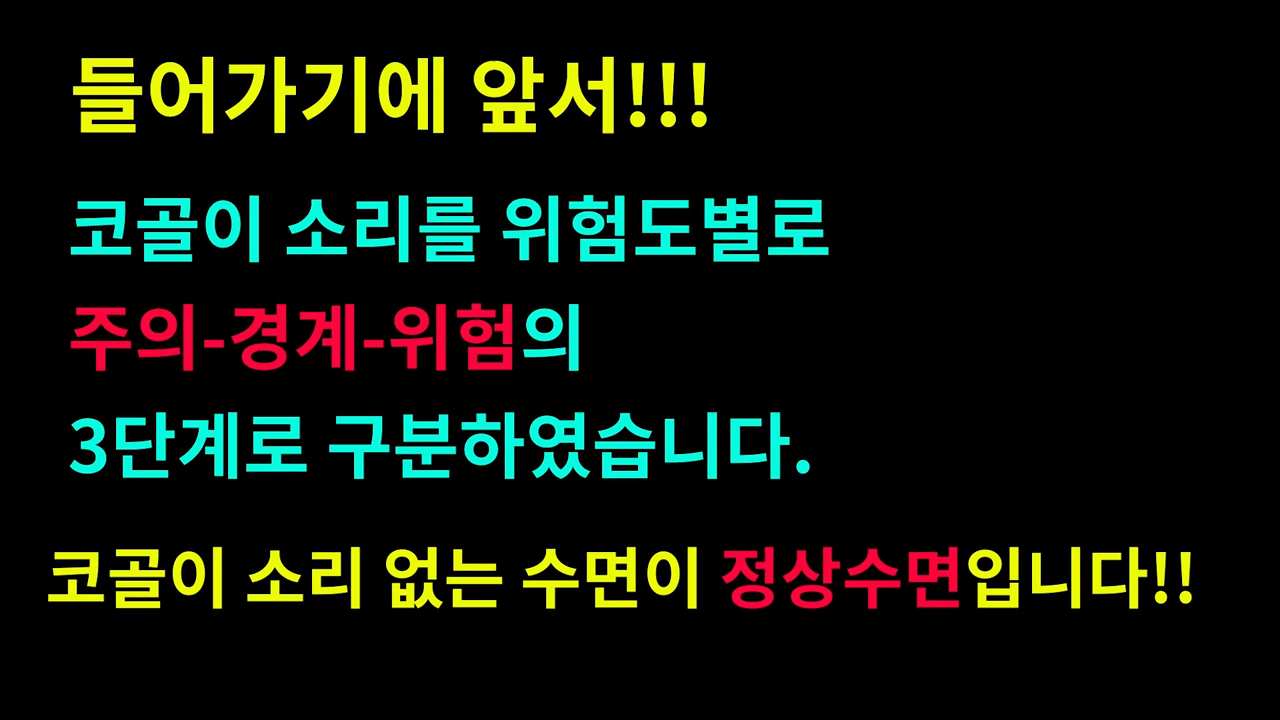 들어가기에 앞서!!!
코골이 소리를 위험도별로
주의-경계-위험의
3단계로 구분하였습니다.
코골이 소리 없는 수면이 정상수면입니다!!